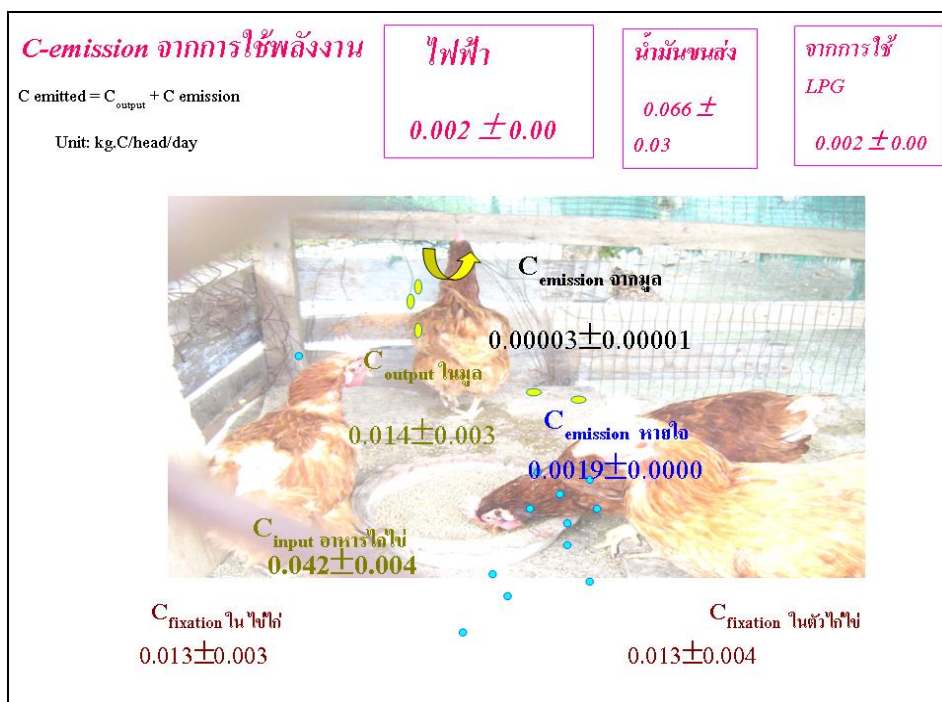 C-emission จากการใช้พลังงาน
C emitted = Coutput + C emission
Unit: kg.C/head/day
ไฟฟ้า
0.002 ±0.00
น้ำมันขนส่ง
0.066 ±
0.03
จากการใช้
LPG
0.002 ±0.00
Cemission จากมูล
0.00003±0.00001
Coutput ในมูล
0.014±0.003
Cemission หายใจ
0.0019±0.0000
Cinput อาหารไก่ไข่
0.042±0.004
Cfixation ใน ไข่ไก่
0.013±0.003
Cfixation ในตัวไก่ไข่
0.013±0.004